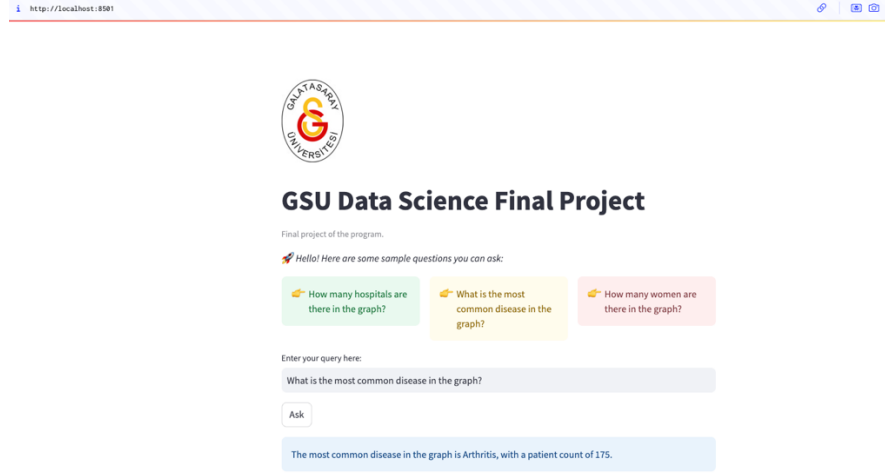 i http://localhost:8501
GALATASARAY
ÜNİVERSİTESİ
GSU Data Science Final Project
Final project of the program.
🚀 Hello! Here are some sample questions you can ask:
👉 How many hospitals are
there in the graph?
👉 What is the most
common disease in the
graph?
👉 How many women are
there in the graph?
Enter your query here:
What is the most common disease in the graph?
Ask
The most common disease in the graph is Arthritis, with a patient count of 175.